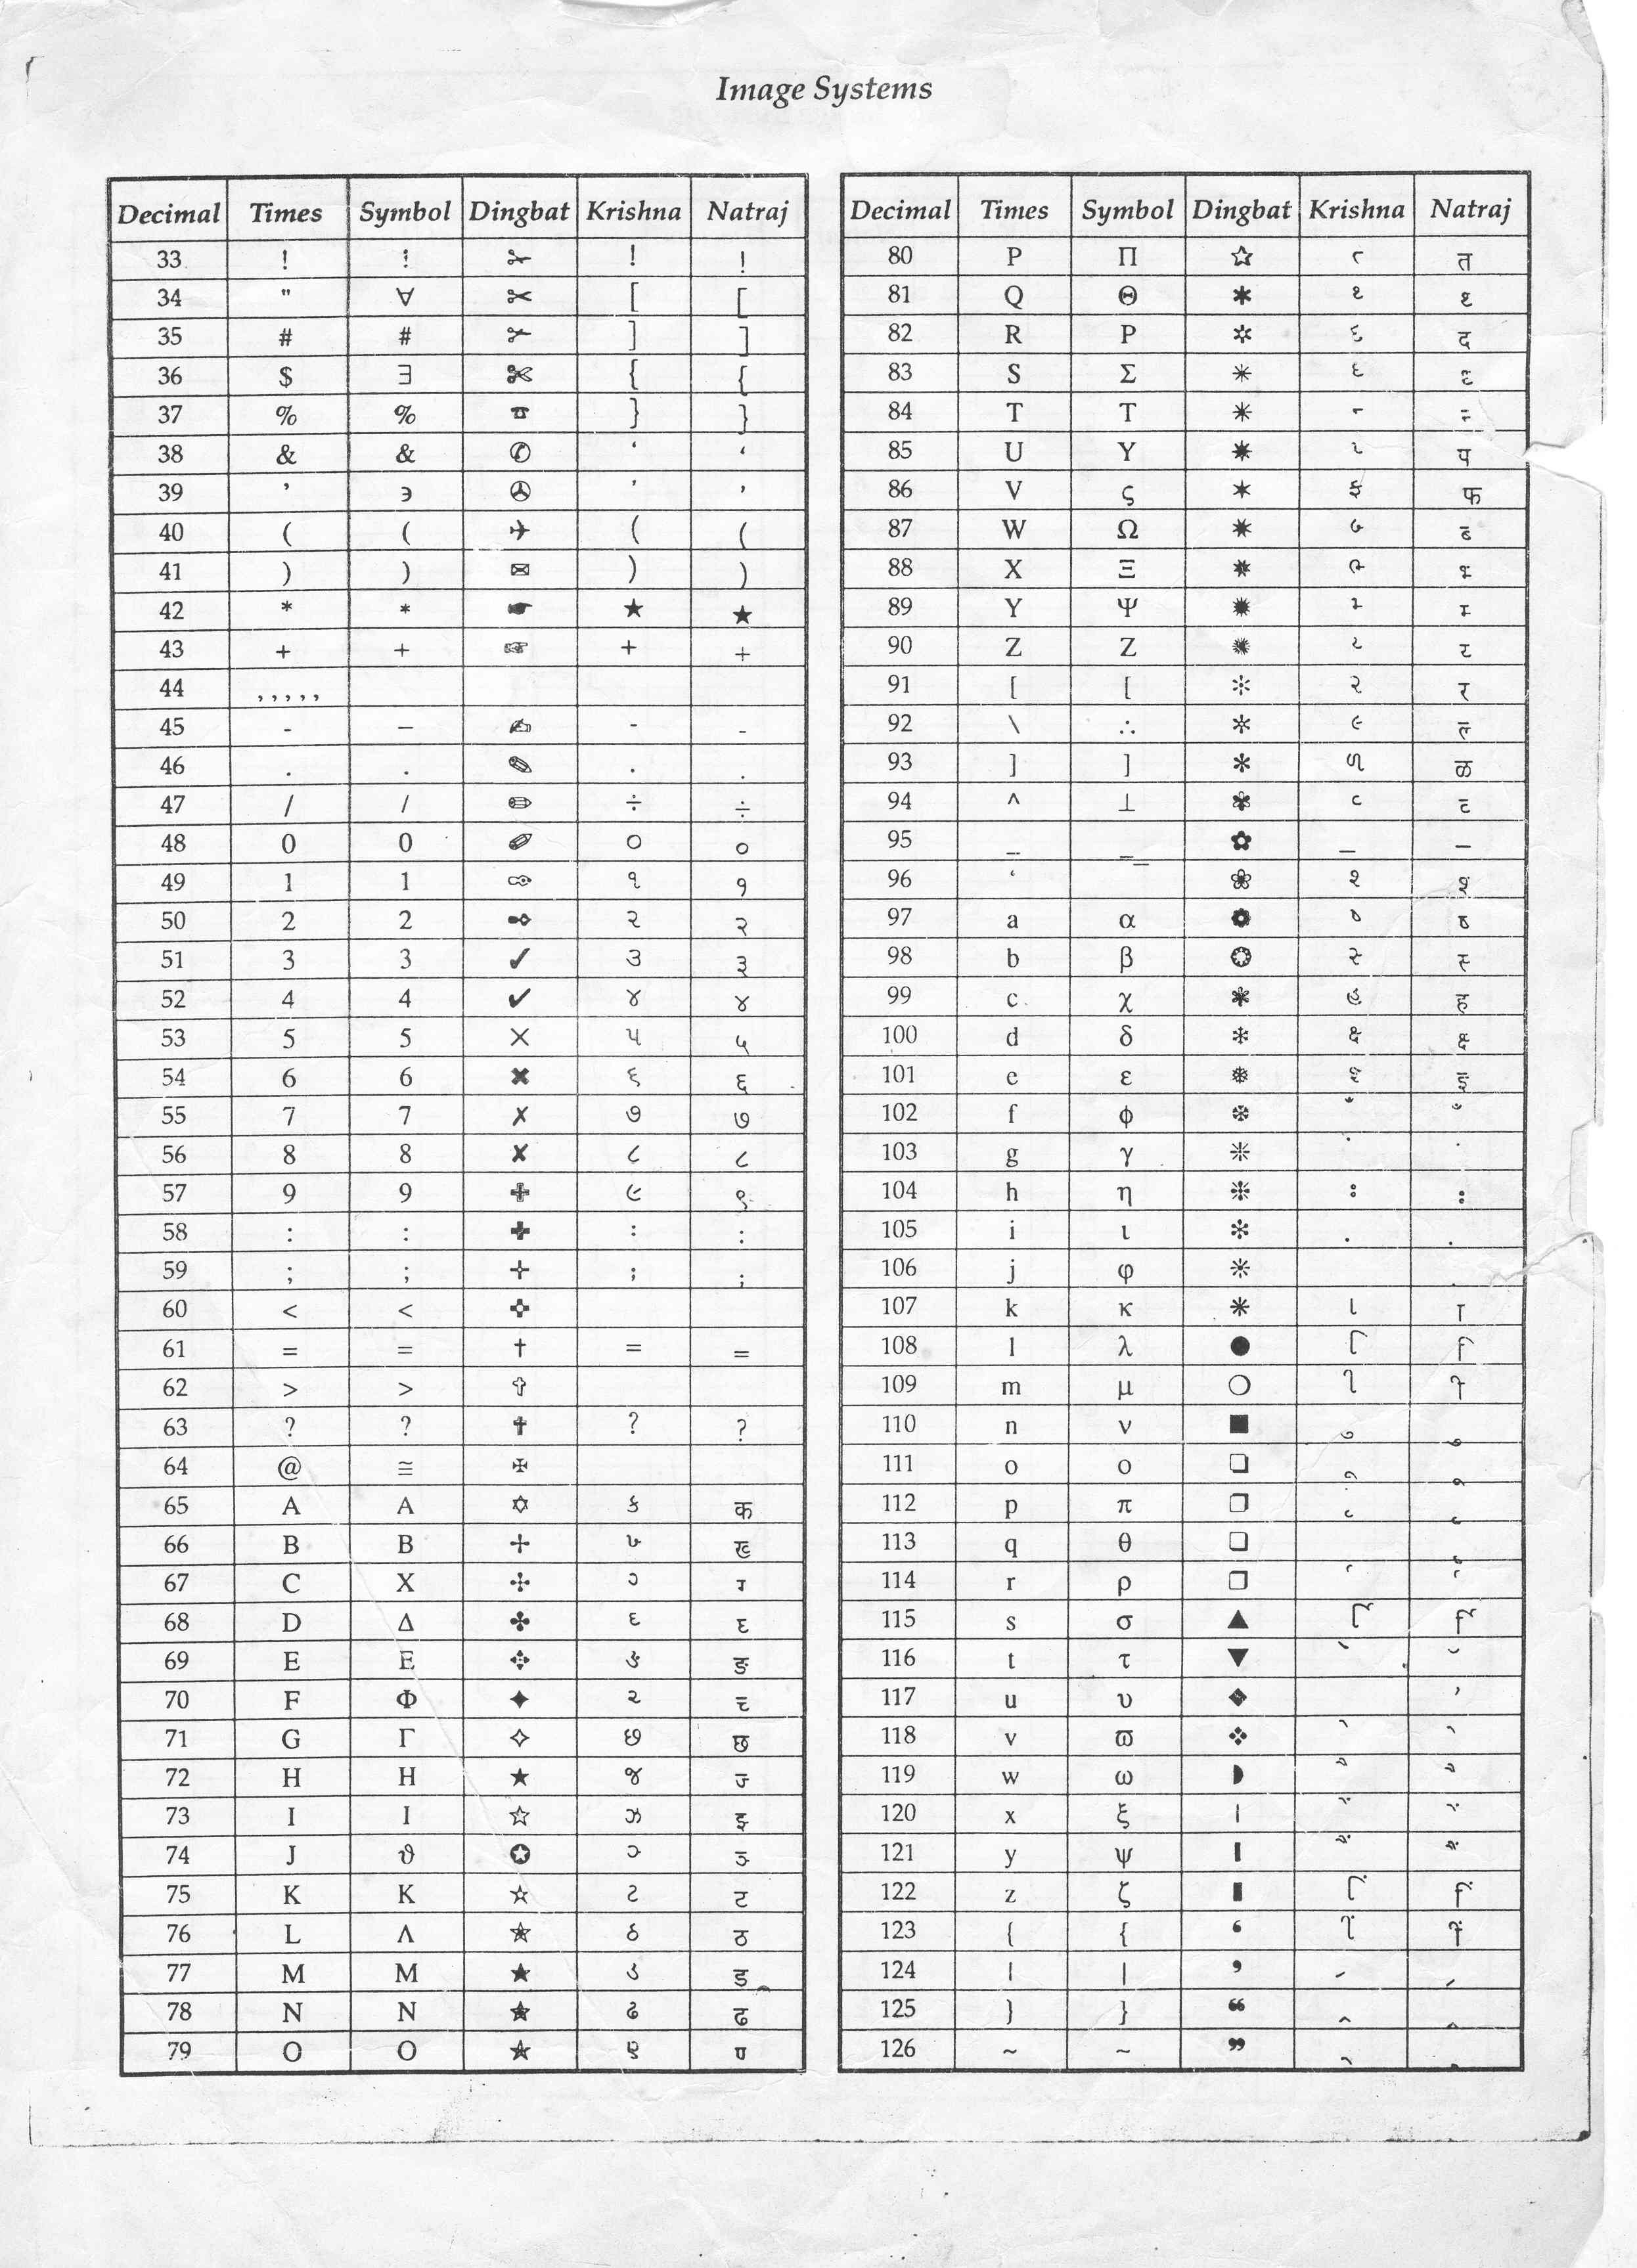 Image Systems
Decimal Times Symbol Dingbat Krishna Natraj
33 ! ! ✁ ! !
34 " ∀ ✂ [ [
35 # # ✃ ] ]
36 $ ∃ ✄ { {
37 % % ☎ } }
38 & & ✆ ‘ ‘
39 ’ ∍ ✇ ’ ’
40 ( ( ✈ ( (
41 ) ) ✉ ) )
42 * * ☛ ★ ★
43 + + ☞ + +
44 , , , , ,
45 - − ✍ - -
46 . . ✎ . .
47 / / ✏ ÷ ÷
48 0 0 ✐ ૦ ०
49 1 1 ✑ ૧ १
50 2 2 ✒ ૨ २
51 3 3 ✓ ૩ ३
52 4 4 ✔ ૪ ४
53 5 5 ✕ ૫ ५
54 6 6 ✖ ૬ ६
55 7 7 ✗ ૭ ७
56 8 8 ✘ ૮ ८
57 9 9 ✙ ૯ ९
58 : : ✚ : :
59 ; ; ✛ ; ;
60 < < ✜
61 = = ✝ = =
62 > > ✞
63 ? ? ✟ ? ?
64 @ ≅ ✠
65 A Α ✡ ક क
66 B Β ✢
67 C Χ ✣
68 D Δ ✤
69 E Ε ✥ ઙ ङ
70 F Φ ✦
71 G Γ ✧ છ छ
72 H Η ★ જ
73 I Ι ✩ ઝ
74 J ϑ ✪
75 K Κ ✫ ટ ट
76 L Λ ✬ ઠ ठ
77 M Μ ✭ ડ ड
78 N Ν ✮ ઢ ढ
79 O Ο ✯
Decimal Times Symbol Dingbat Krishna Natraj
80 P Π ✰ त
81 Q Θ ✱
82 R Ρ ✲ દ द
83 S Σ ✳
84 T Τ ✴
85 U Υ ✵ प
86 V ς ✶ ફ फ
87 W Ω ✷
88 X Ξ ✸
89 Y Ψ ✹
90 Z Ζ ✺
91 [ [ ✻ ર र
92 \ ∴ ✼
93 ] ] ✽ ળ ळ
94 ^ ⊥ ✾
95 _ _ ✿ _ _
96 ‘ ❀
97 a α ❁
98 b β ❂
99 c χ ❃ હ ह
100 d δ ❄
101 e ε ❅
102 f φ ❆
103 g γ ❇
104 h η ❈ : :
105 i ι ❉ . .
106 j ϕ ❊ .
107 k κ ❋ ા ा
108 l λ ● િ ि
109 m μ ❍ ી ी
110 n ν ■ ુ ु
111 o ο ❏ ૂ ू
112 p π ❐ ૃ ृ
113 q θ ❑
114 r ρ ❒
115 s σ ▲
116 t τ ▼
117 u υ ◆
118 v ϖ ❖ ે े
119 w ω ◗
120 x ξ ❘
121 y ψ ❙
122 z ζ ❚
123 { { ❛
124 | | ❜
125 } } ❝
126 ~ ~ ❞